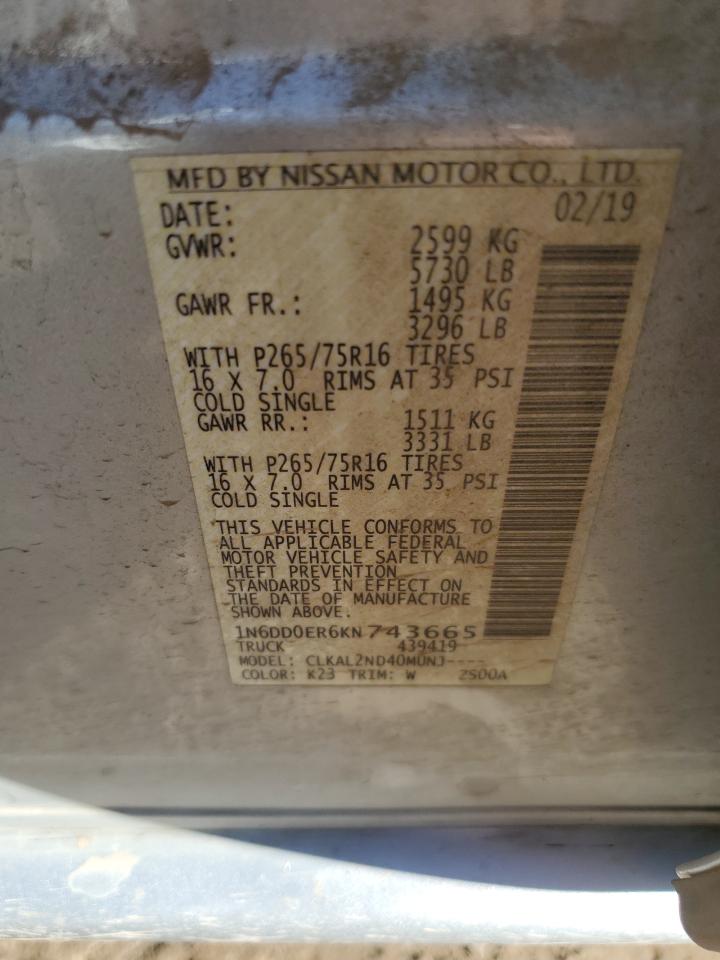 MFD BY NISSAN MOTOR CO., LTD.
DATE: 02/19
GVWR: 2599 KG
5730 LB
GAWR FR.: 1495 KG
3296 LB
WITH P265/75R16 TIRES
16 X 7.0 RIMS AT 35 PSI
COLD SINGLE
GAWR RR.: 1511 KG
3331 LB
WITH P265/75R16 TIRES
16 X 7.0 RIMS AT 35 PSI
COLD SINGLE
THIS VEHICLE CONFORMS TO
ALL APPLICABLE FEDERAL
MOTOR VEHICLE SAFETY AND
THEFT PREVENTION
STANDARDS IN EFFECT ON
THE DATE OF MANUFACTURE
SHOWN ABOVE.
1N6DD0ER6KN743665
TRUCK 439419
MODEL: CLKAL2ND40MUNJ----
COLOR: K23 TRIM: W 2S00A